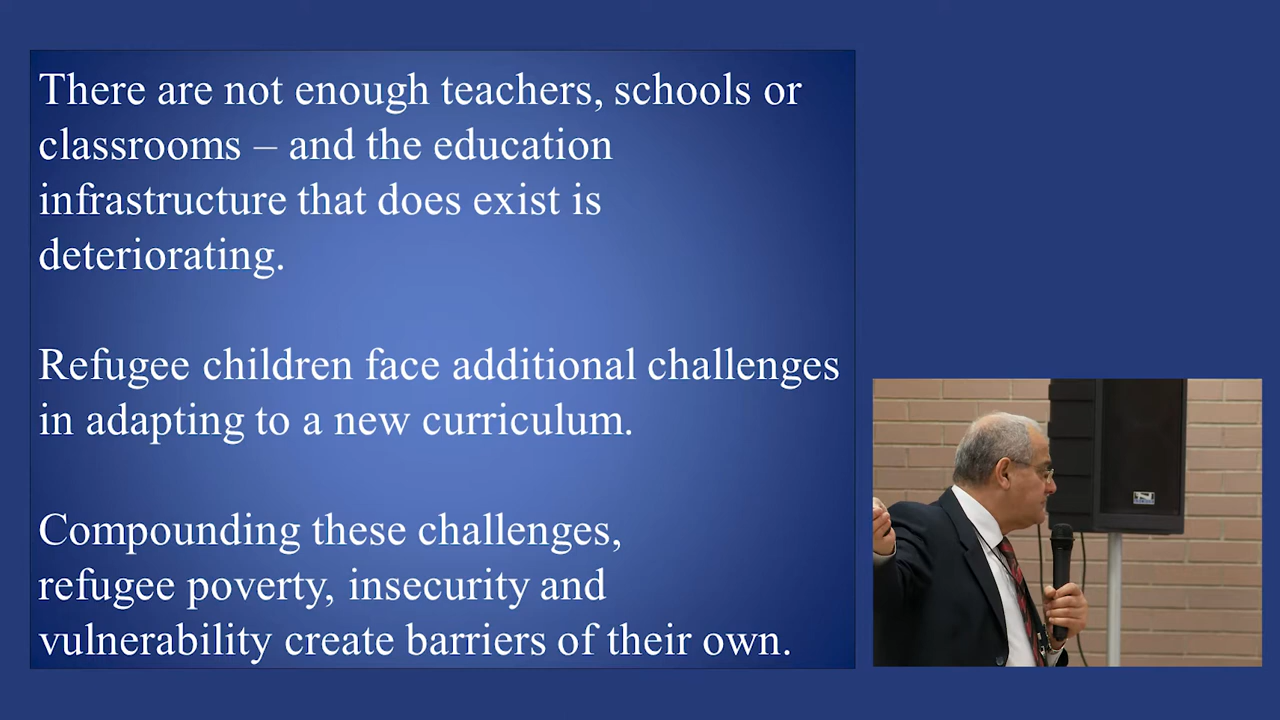 There are not enough teachers, schools or
classrooms – and the education
infrastructure that does exist is
deteriorating.
Refugee children face additional challenges
in adapting to a new curriculum.
Compounding these challenges,
refugee poverty, insecurity and
vulnerability create barriers of their own.